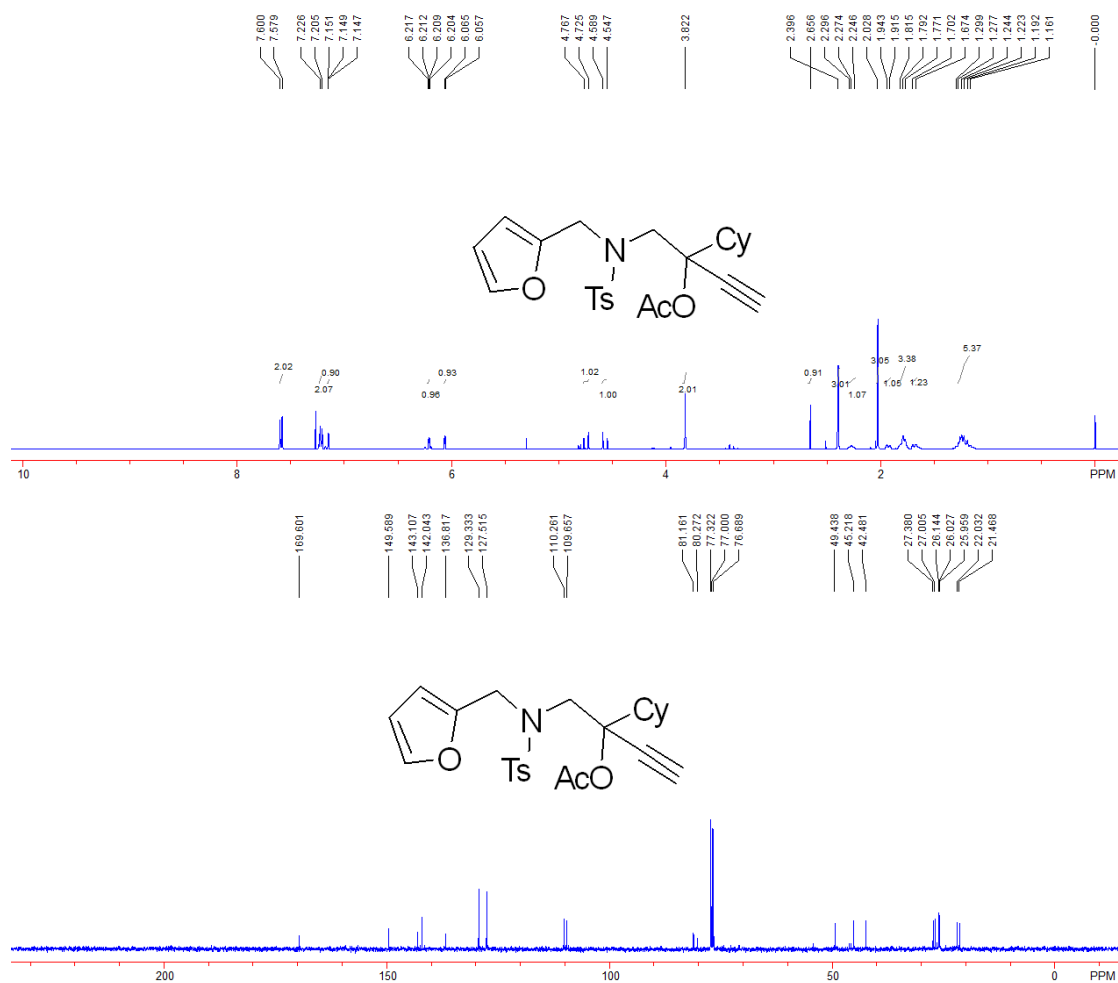 7.600 7.579 7.226 7.205 7.151 7.149 7.147 6.217 6.212 6.209 6.204 6.065 6.057 4.767 4.725 4.589 4.547 3.822 2.396 2.656 2.296 2.274 2.246 2.028 1.943 1.915 1.815 1.792 1.771 1.702 1.674 1.299 1.277 1.244 1.223 1.192 1.161 -0.000
Cy
N
O
Ts
AcO
2.02 0.90 0.93 1.02 0.91 3.05 3.38 5.37
2.07 0.96 1.00 2.01 3.01 1.07 1.05 1.23
10 8 6 4 2 PPM
169.601 149.589 143.107 142.043 136.817 129.333 127.515 110.261 109.657 81.161 80.272 77.322 77.000 76.689 49.438 45.218 42.481 27.380 27.005 26.144 26.027 25.959 22.032 21.468
Cy
N
O
Ts
AcO
200 150 100 50 0 PPM